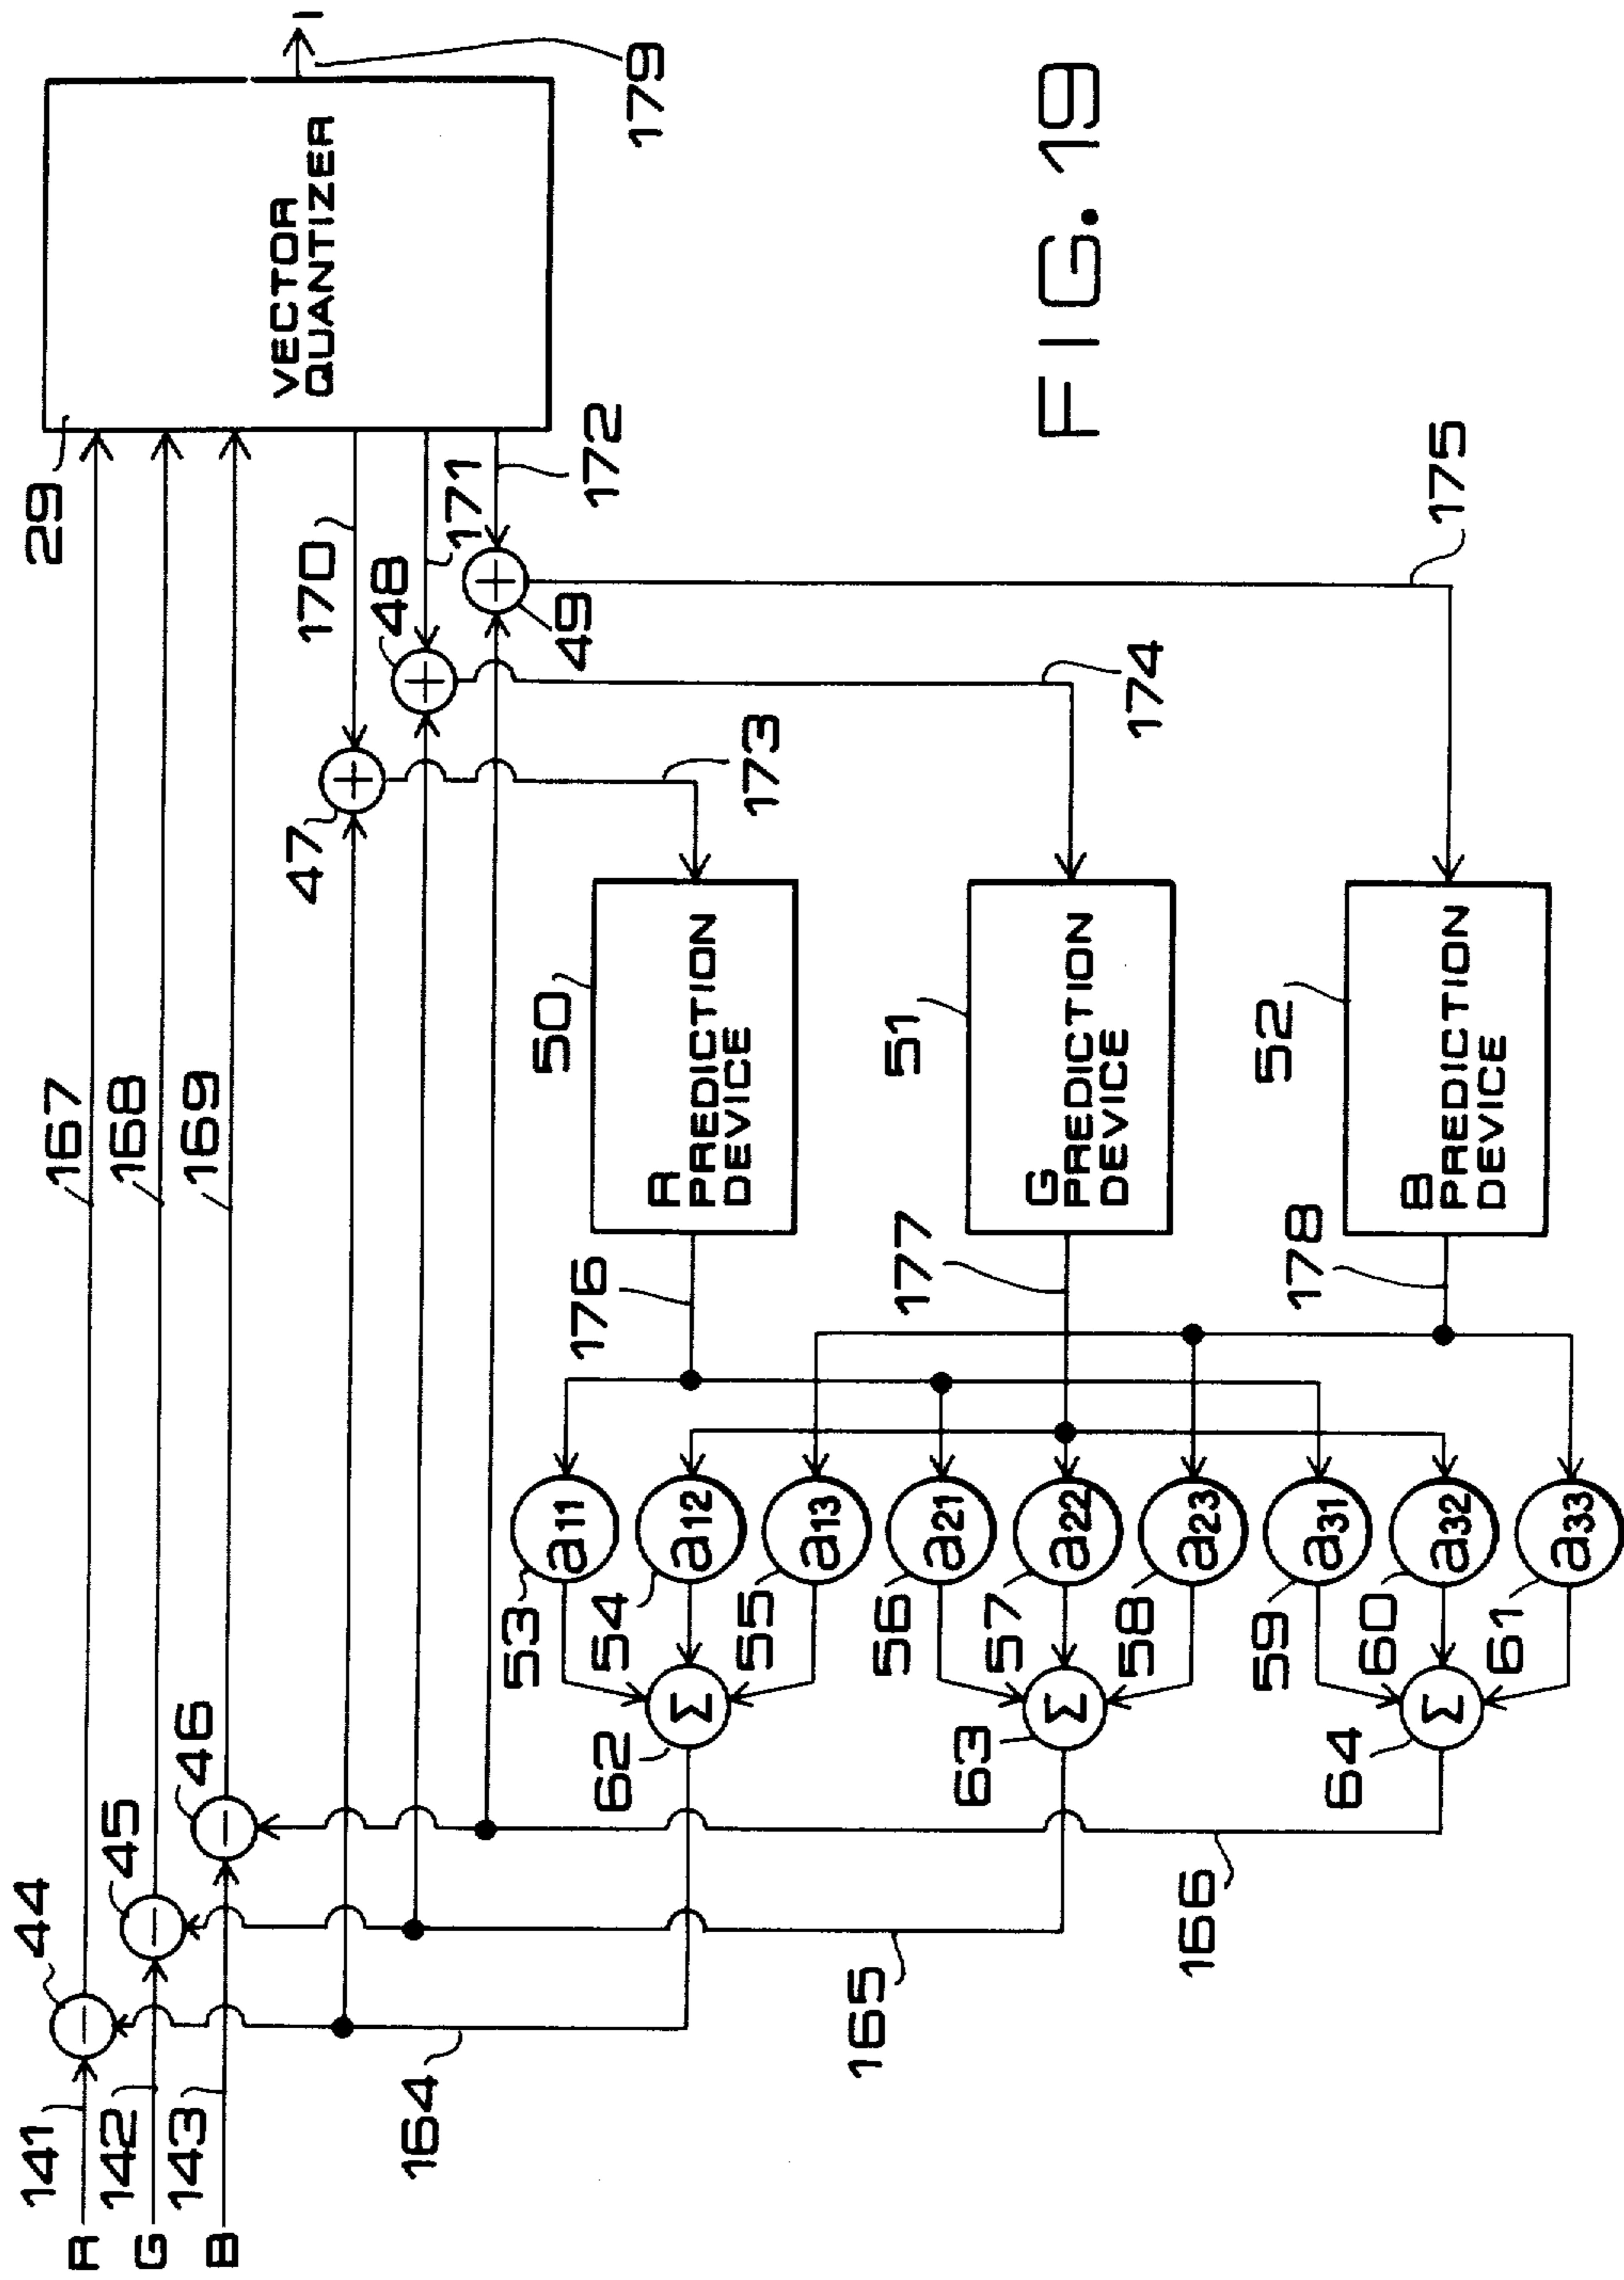 R
141
G
142
B
143
44
45
46
164
165
166
167
168
169
29
VECTOR
QUANTIZER
I
179
170
171
172
47
48
49
173
174
175
50
R
PREDICTION
DEVICE
51
G
PREDICTION
DEVICE
52
B
PREDICTION
DEVICE
176
177
178
a11
a12
a13
a21
a22
a23
a31
a32
a33
53
54
55
56
57
58
59
60
61
Σ
Σ
Σ
62
63
64
FIG. 19